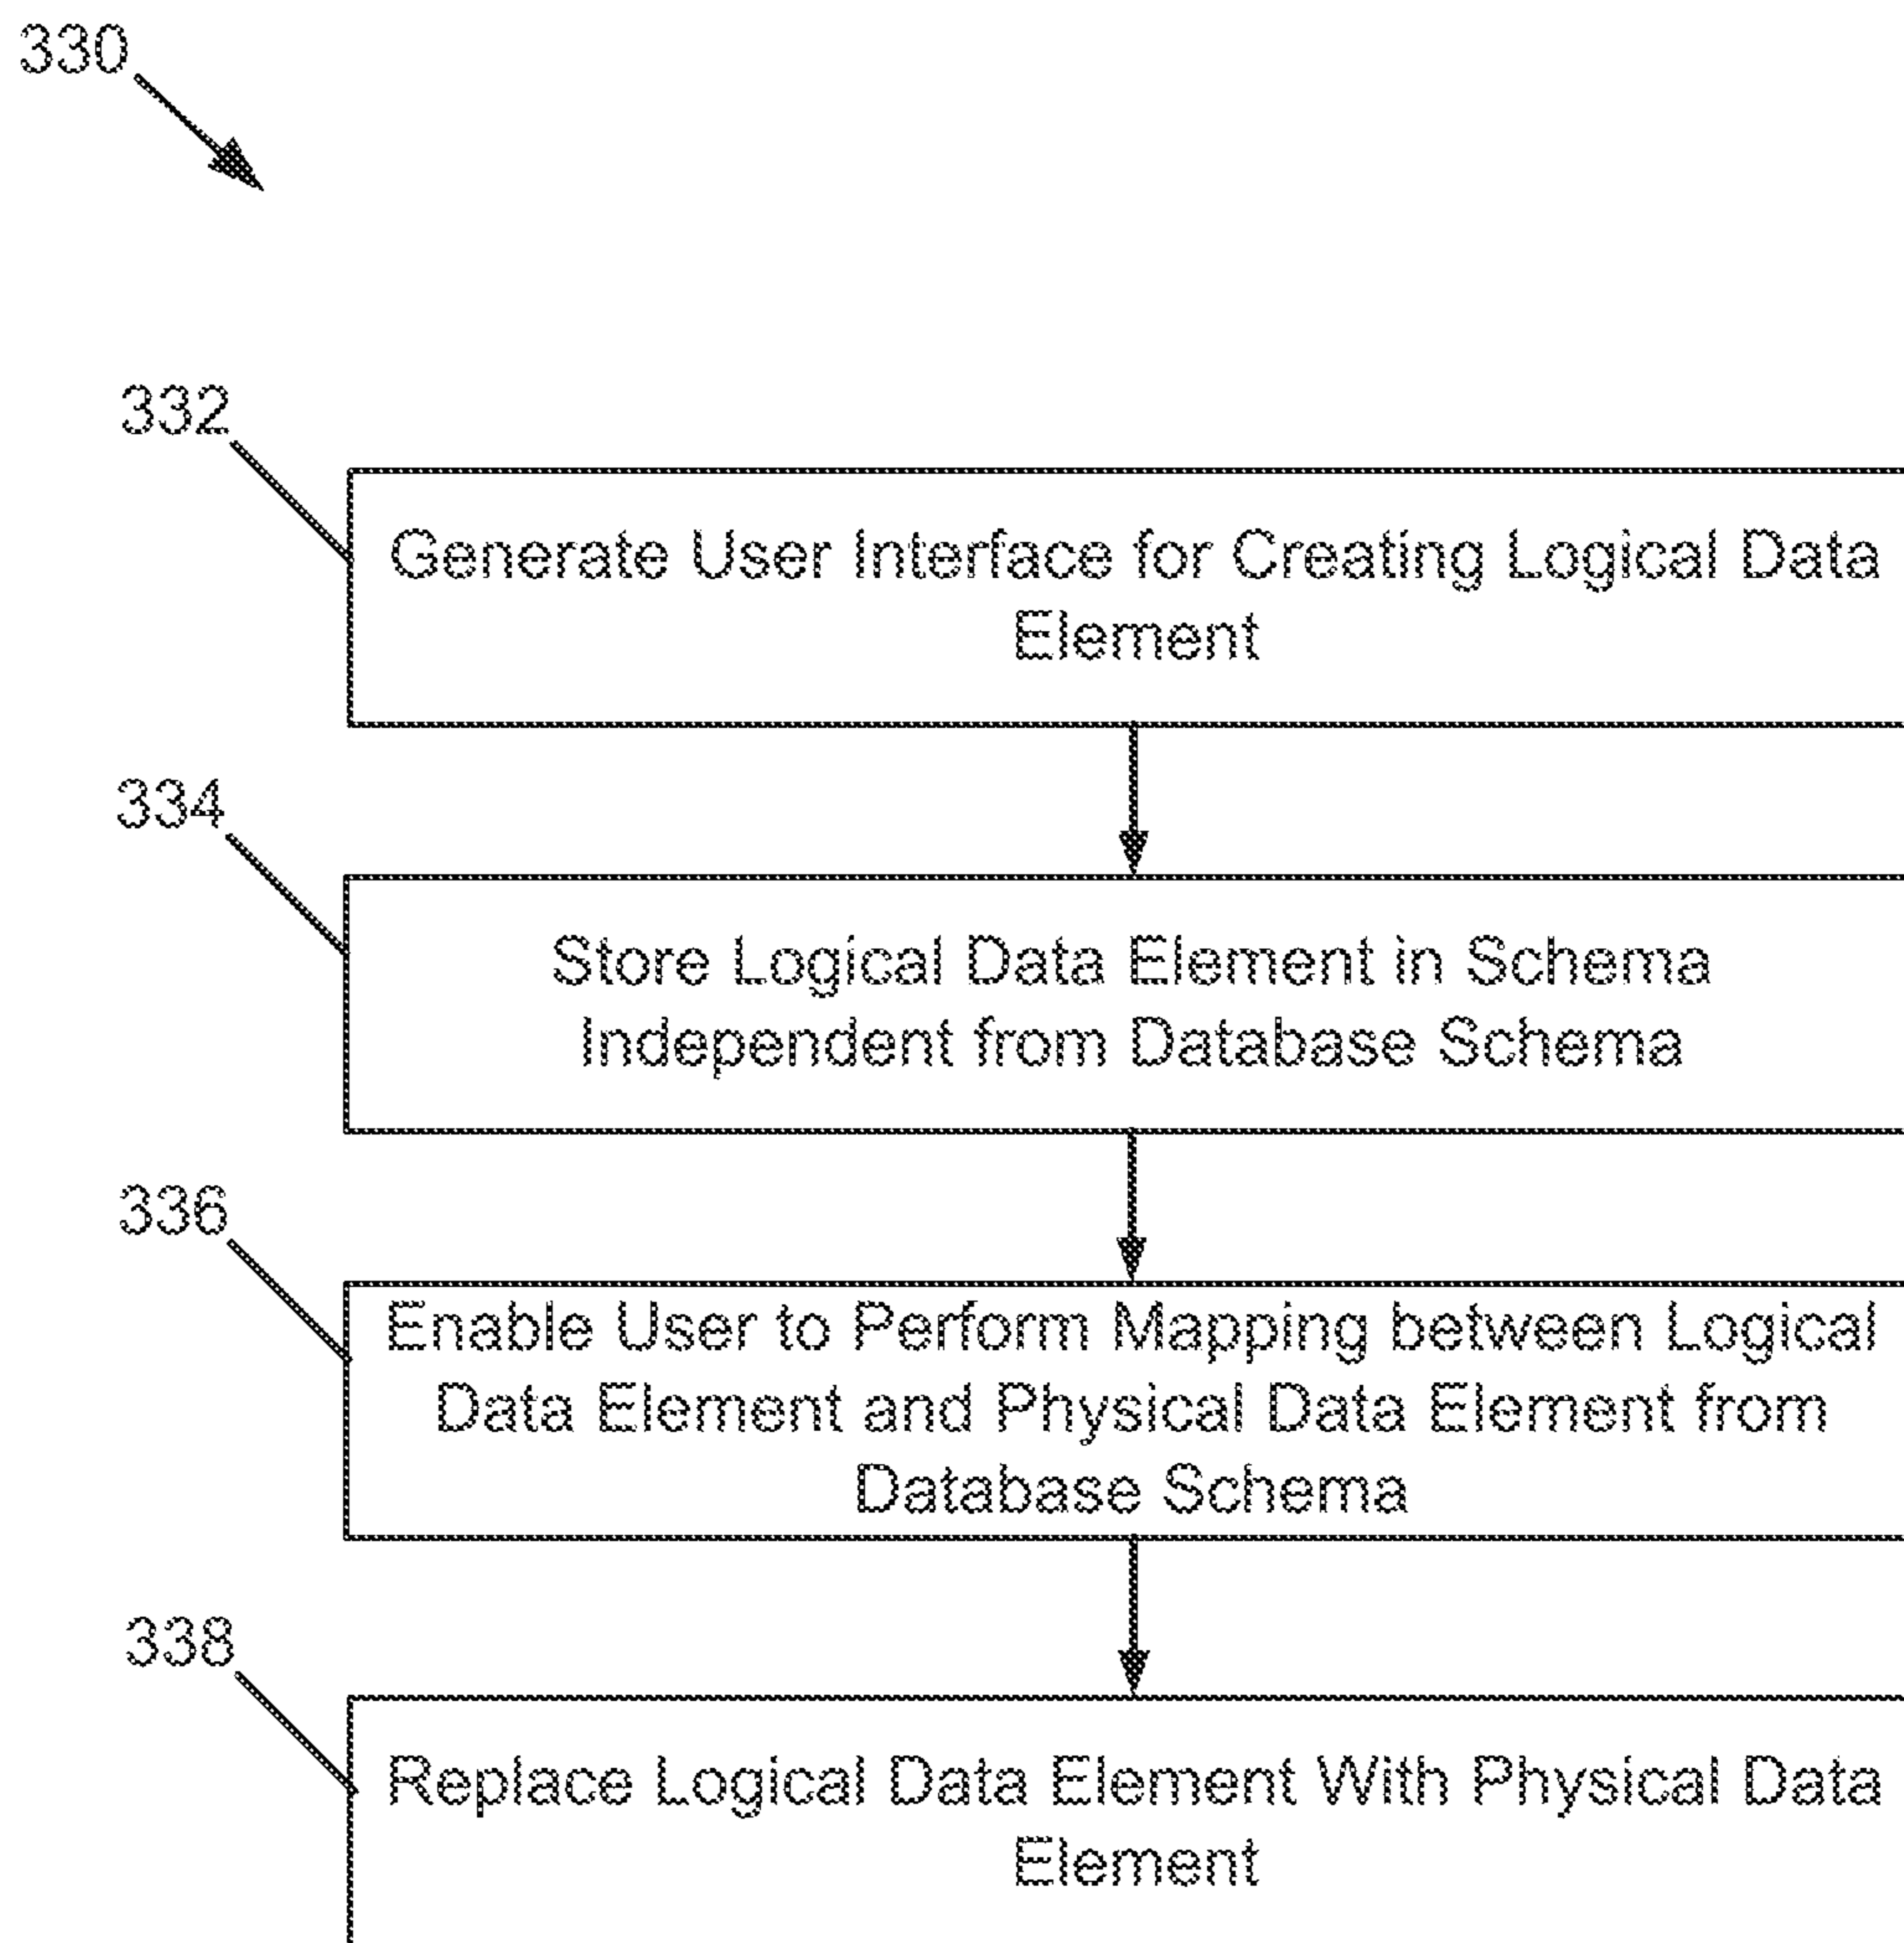 330
332
Generate User Interface for Creating Logical Data
Element
334
Store Logical Data Element in Schema
Independent from Database Schema
336
Enable User to Perform Mapping between Logical
Data Element and Physical Data Element from
Database Schema
338
Replace Logical Data Element With Physical Data
Element